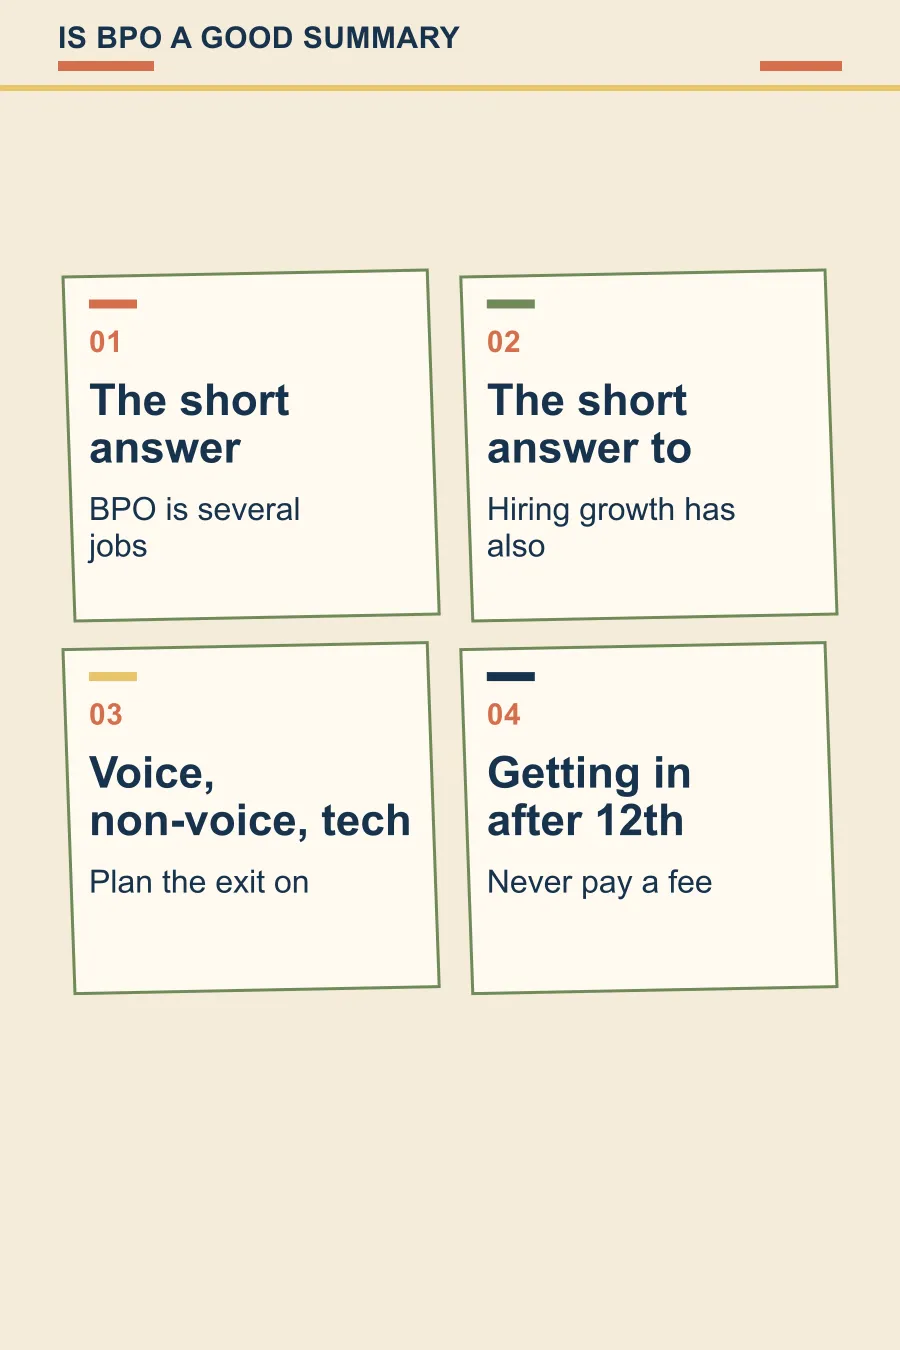 IS BPO A GOOD SUMMARY
01
The short
answer
BPO is several
jobs
02
The short
answer to
Hiring growth has
also
03
Voice,
non-voice, tech
Plan the exit on
04
Getting in
after 12th
Never pay a fee